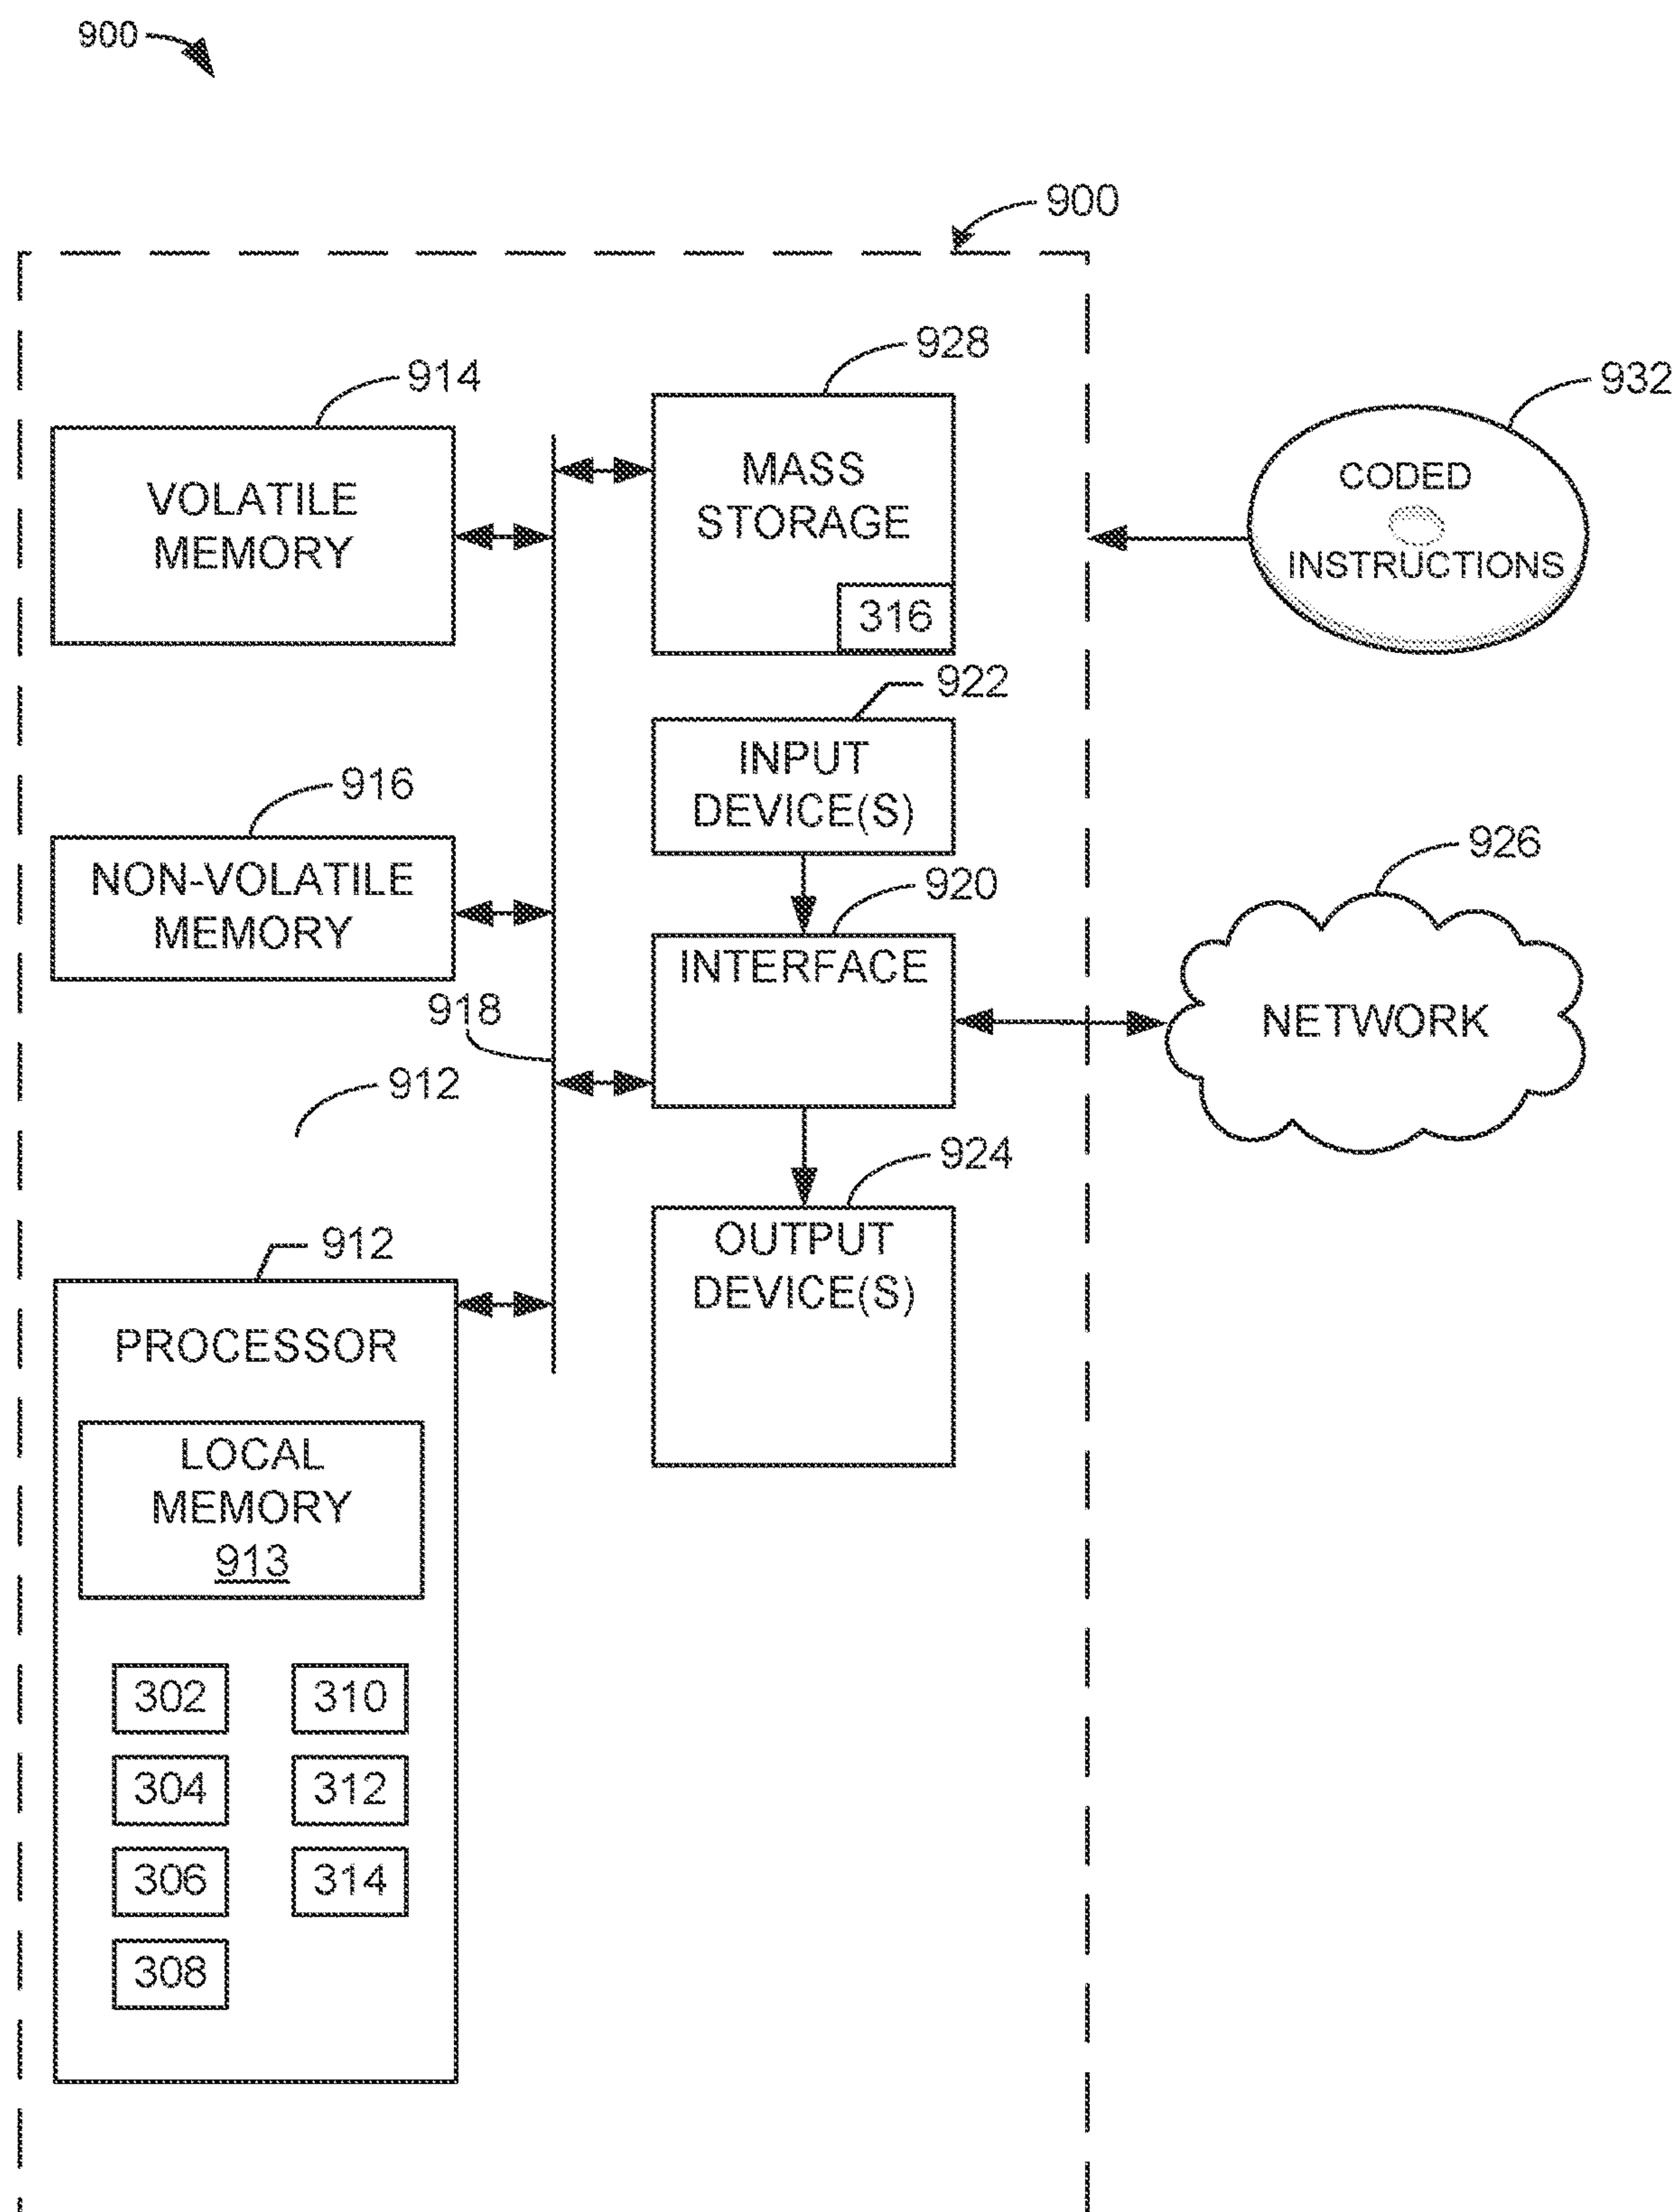 900
900
928
914
932
VOLATILE
MEMORY
MASS
STORAGE
316
CODED
INSTRUCTIONS
922
INPUT
DEVICE(S)
916
NON-VOLATILE
MEMORY
926
920
INTERFACE
NETWORK
918
912
924
OUTPUT
DEVICE(S)
912
PROCESSOR
LOCAL
MEMORY
913
302
310
304
312
306
314
308